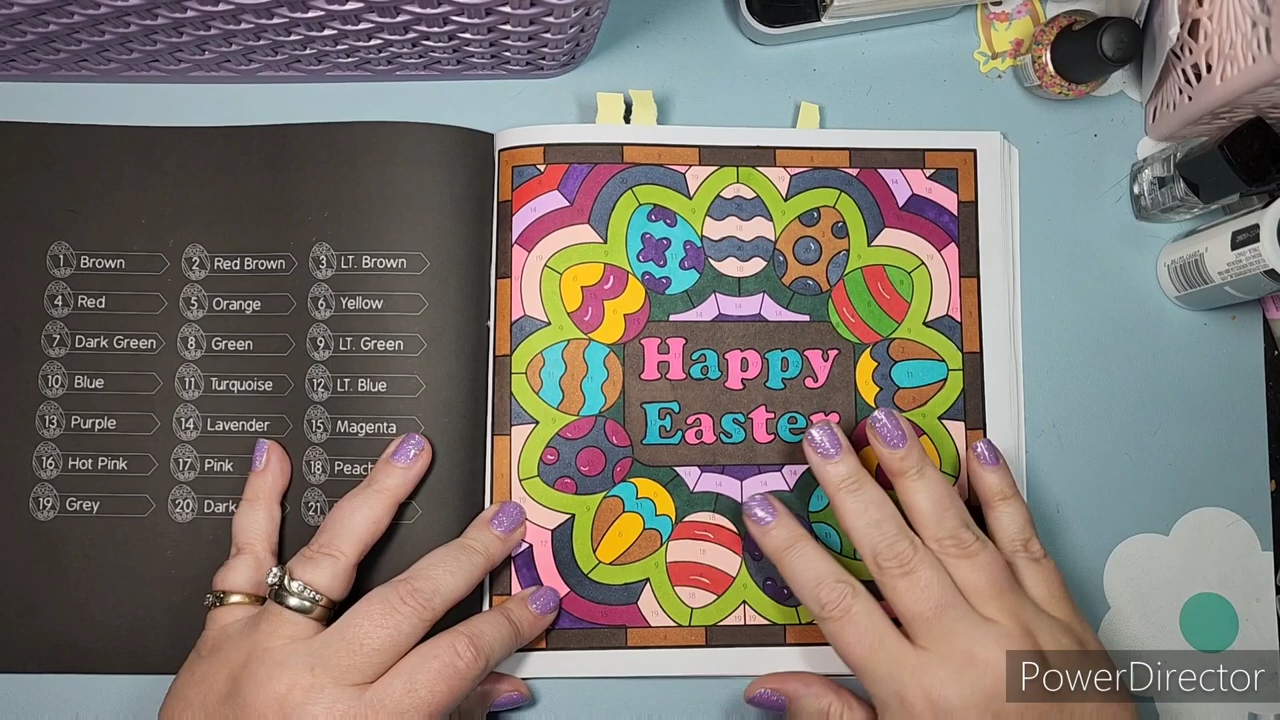 1 Brown
2 Red Brown
3 LT. Brown
4 Red
5 Orange
6 Yellow
7 Dark Green
8 Green
9 LT. Green
10 Blue
11 Turquoise
12 LT. Blue
13 Purple
14 Lavender
15 Magenta
16 Hot Pink
17 Pink
18 Peach
19 Grey
20 Dark
21
Happy
Easter
PowerDirector